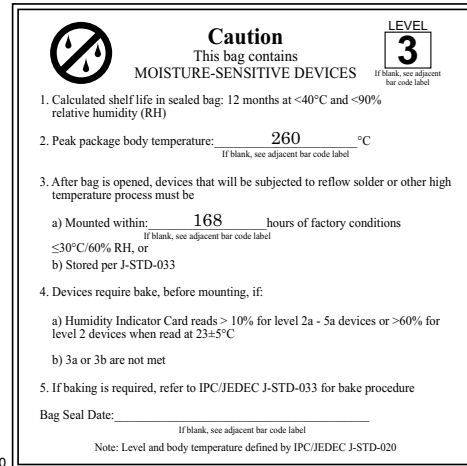 Caution
This bag contains
MOISTURE-SENSITIVE DEVICES
LEVEL
3
If blank, see adjacent
bar code label
1. Calculated shelf life in sealed bag: 12 months at <40°C and <90%
relative humidity (RH)
2. Peak package body temperature: 260 °C
If blank, see adjacent bar code label
3. After bag is opened, devices that will be subjected to reflow solder or other high
temperature process must be
a) Mounted within: 168 hours of factory conditions
If blank, see adjacent bar code label
≤30°C/60% RH, or
b) Stored per J-STD-033
4. Devices require bake, before mounting, if:
a) Humidity Indicator Card reads > 10% for level 2a - 5a devices or >60% for
level 2 devices when read at 23±5°C
b) 3a or 3b are not met
5. If baking is required, refer to IPC/JEDEC J-STD-033 for bake procedure
Bag Seal Date:
If blank, see adjacent bar code label
Note: Level and body temperature defined by IPC/JEDEC J-STD-020